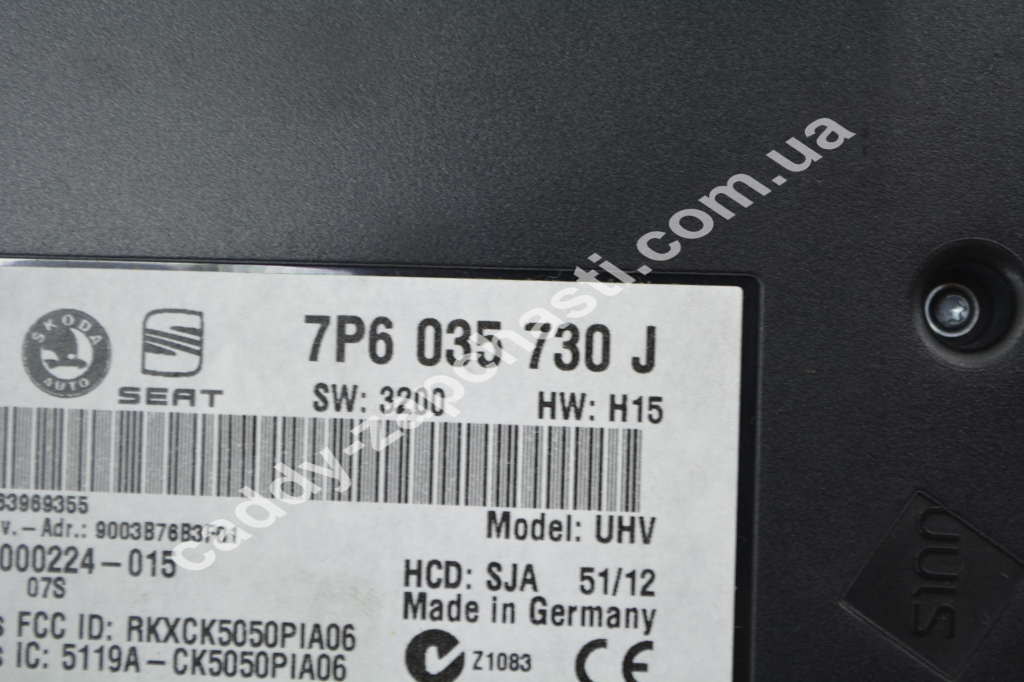 caddy-zapchasti.com.ua
SKODA
AUTO
SEAT
7P6 035 730 J
SW: 3200 HW: H15
63969355
v.-Adr.: 9003B76B3F01
Model: UHV
000224-015
07S
HCD: SJA 51/12
Made in Germany
s FCC ID: RKXCK5050PIA06
s IC: 5119A-CK5050PIA06
Z1083
CE